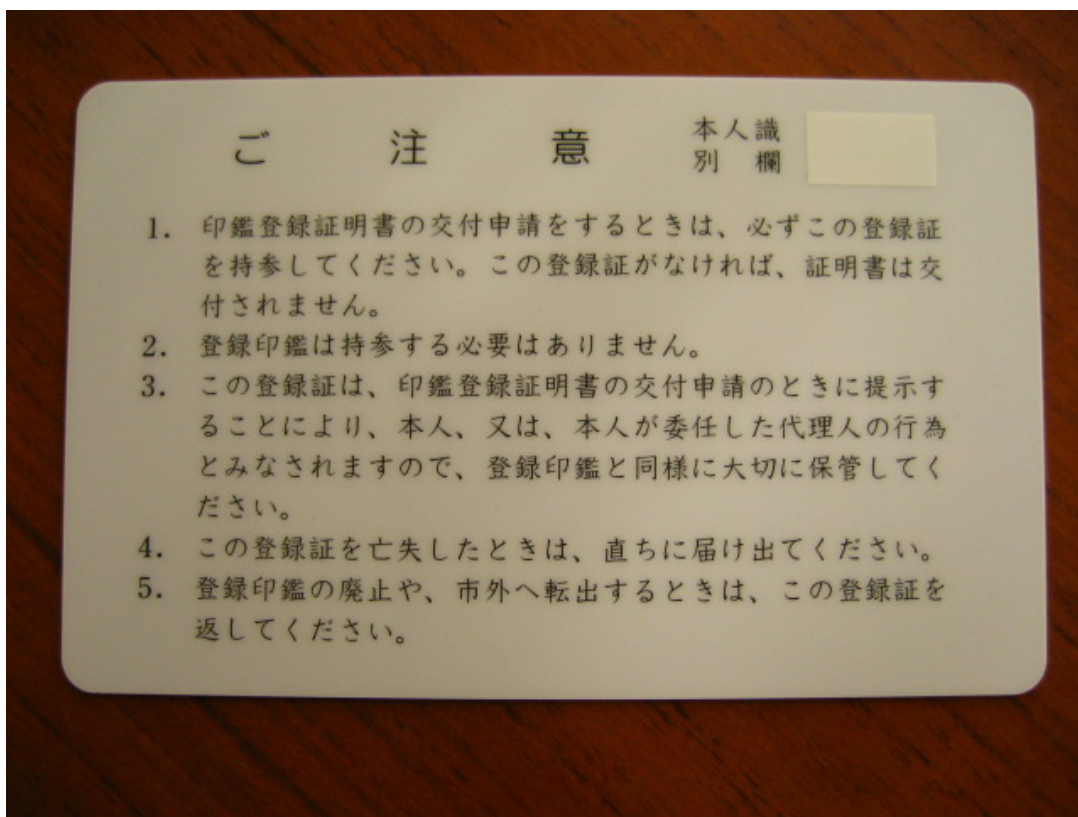 ご注意
本人識
別欄
1. 印鑑登録証明書の交付申請をするときは、必ずこの登録証
を持参してください。この登録証がなければ、証明書は交
付されません。
2. 登録印鑑は持参する必要はありません。
3. この登録証は、印鑑登録証明書の交付申請のときに提示す
ることにより、本人、又は、本人が委任した代理人の行為
とみなされますので、登録印鑑と同様に大切に保管してく
ださい。
4. この登録証を亡失したときは、直ちに届け出てください。
5. 登録印鑑の廃止や、市外へ転出するときは、この登録証を
返してください。